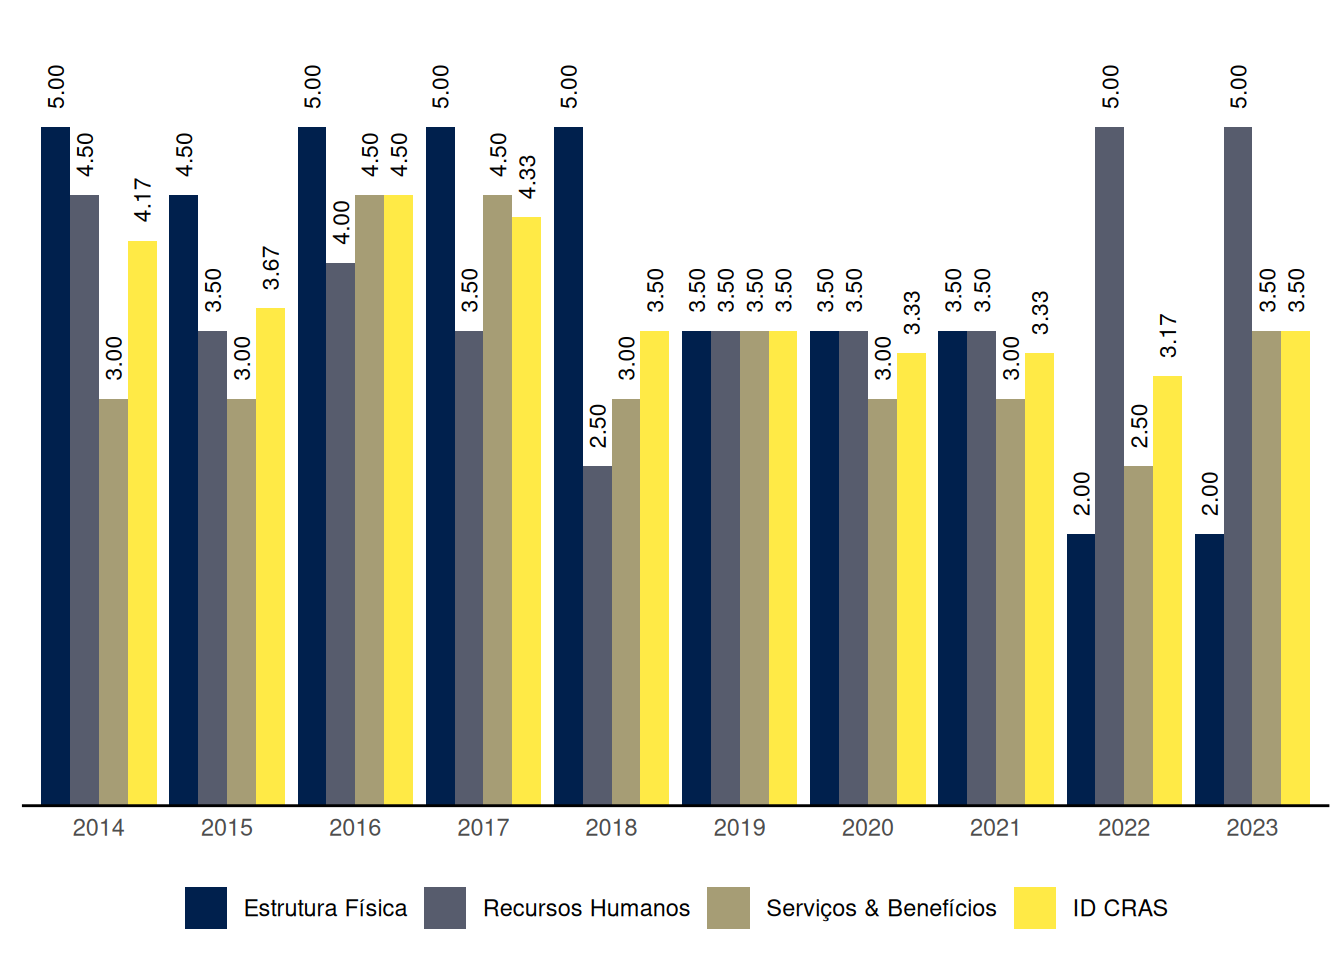 5.00 4.50 3.00 4.17 4.50 3.50 3.00 3.67 5.00 4.00 4.50 4.50 5.00 3.50 4.50 4.33 5.00 2.50 3.00 3.50 3.50 3.50 3.50 3.50 3.50 3.50 3.00 3.33 3.50 3.50 3.00 3.33 2.00 5.00 2.50 3.17 2.00 5.00 3.50 3.50
2014 2015 2016 2017 2018 2019 2020 2021 2022 2023
Estrutura Física Recursos Humanos Serviços & Benefícios ID CRAS